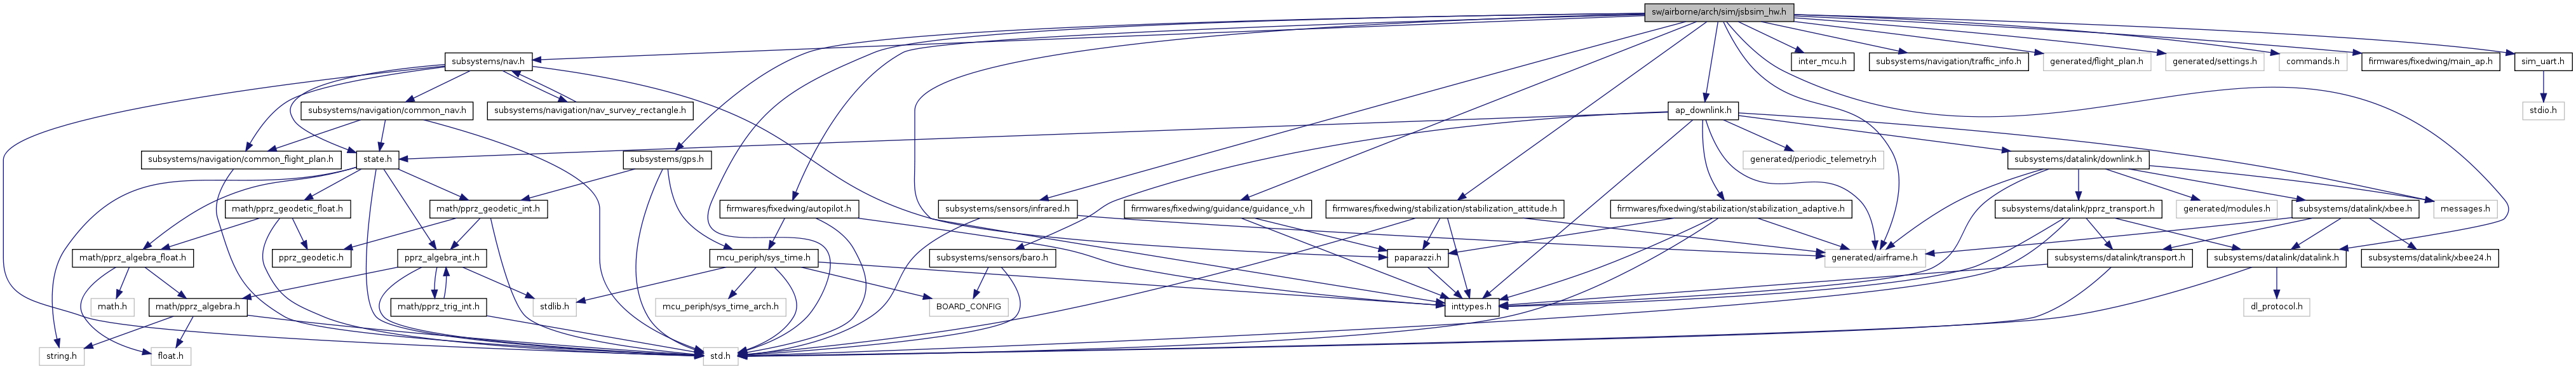 sw/airborne/arch/sim/jsbsim_hw.h
subsystems/nav.h
inter_mcu.h
subsystems/navigation/traffic_info.h
generated/flight_plan.h
generated/settings.h
commands.h
firmwares/fixedwing/main_ap.h
sim_uart.h
subsystems/navigation/common_nav.h
subsystems/navigation/nav_survey_rectangle.h
ap_downlink.h
stdio.h
subsystems/navigation/common_flight_plan.h
state.h
subsystems/gps.h
generated/periodic_telemetry.h
subsystems/datalink/downlink.h
math/pprz_geodetic_float.h
math/pprz_geodetic_int.h
firmwares/fixedwing/autopilot.h
subsystems/sensors/infrared.h
firmwares/fixedwing/guidance/guidance_v.h
firmwares/fixedwing/stabilization/stabilization_attitude.h
firmwares/fixedwing/stabilization/stabilization_adaptive.h
subsystems/datalink/pprz_transport.h
generated/modules.h
subsystems/datalink/xbee.h
messages.h
math/pprz_algebra_float.h
pprz_geodetic.h
pprz_algebra_int.h
mcu_periph/sys_time.h
subsystems/sensors/baro.h
paparazzi.h
generated/airframe.h
subsystems/datalink/transport.h
subsystems/datalink/datalink.h
subsystems/datalink/xbee24.h
math.h
math/pprz_algebra.h
math/pprz_trig_int.h
stdlib.h
mcu_periph/sys_time_arch.h
BOARD_CONFIG
inttypes.h
dl_protocol.h
string.h
float.h
std.h